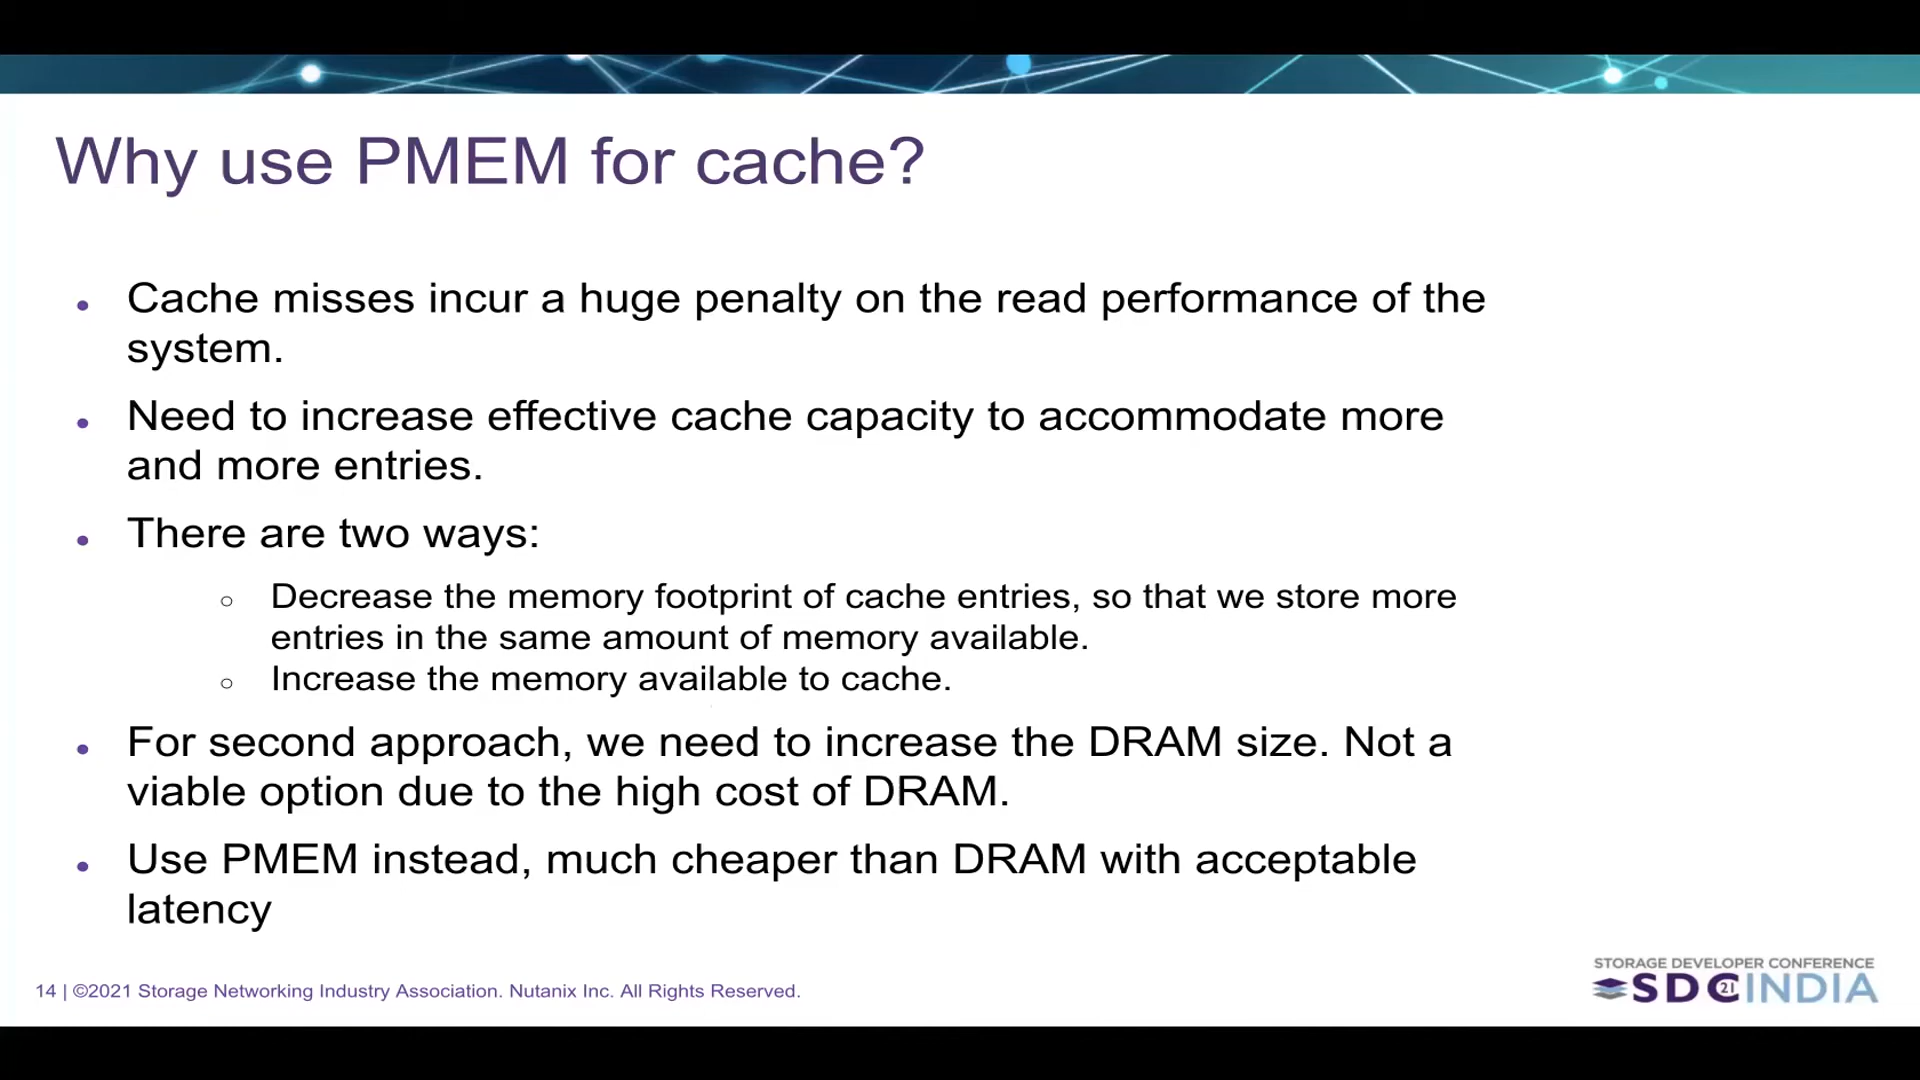 Why use PMEM for cache?
• Cache misses incur a huge penalty on the read performance of the
system.
• Need to increase effective cache capacity to accommodate more
and more entries.
• There are two ways:
○ Decrease the memory footprint of cache entries, so that we store more
entries in the same amount of memory available.
○ Increase the memory available to cache.
• For second approach, we need to increase the DRAM size. Not a
viable option due to the high cost of DRAM.
• Use PMEM instead, much cheaper than DRAM with acceptable
latency
14 | ©2021 Storage Networking Industry Association. Nutanix Inc. All Rights Reserved.
STORAGE DEVELOPER CONFERENCE
SDC 21 INDIA